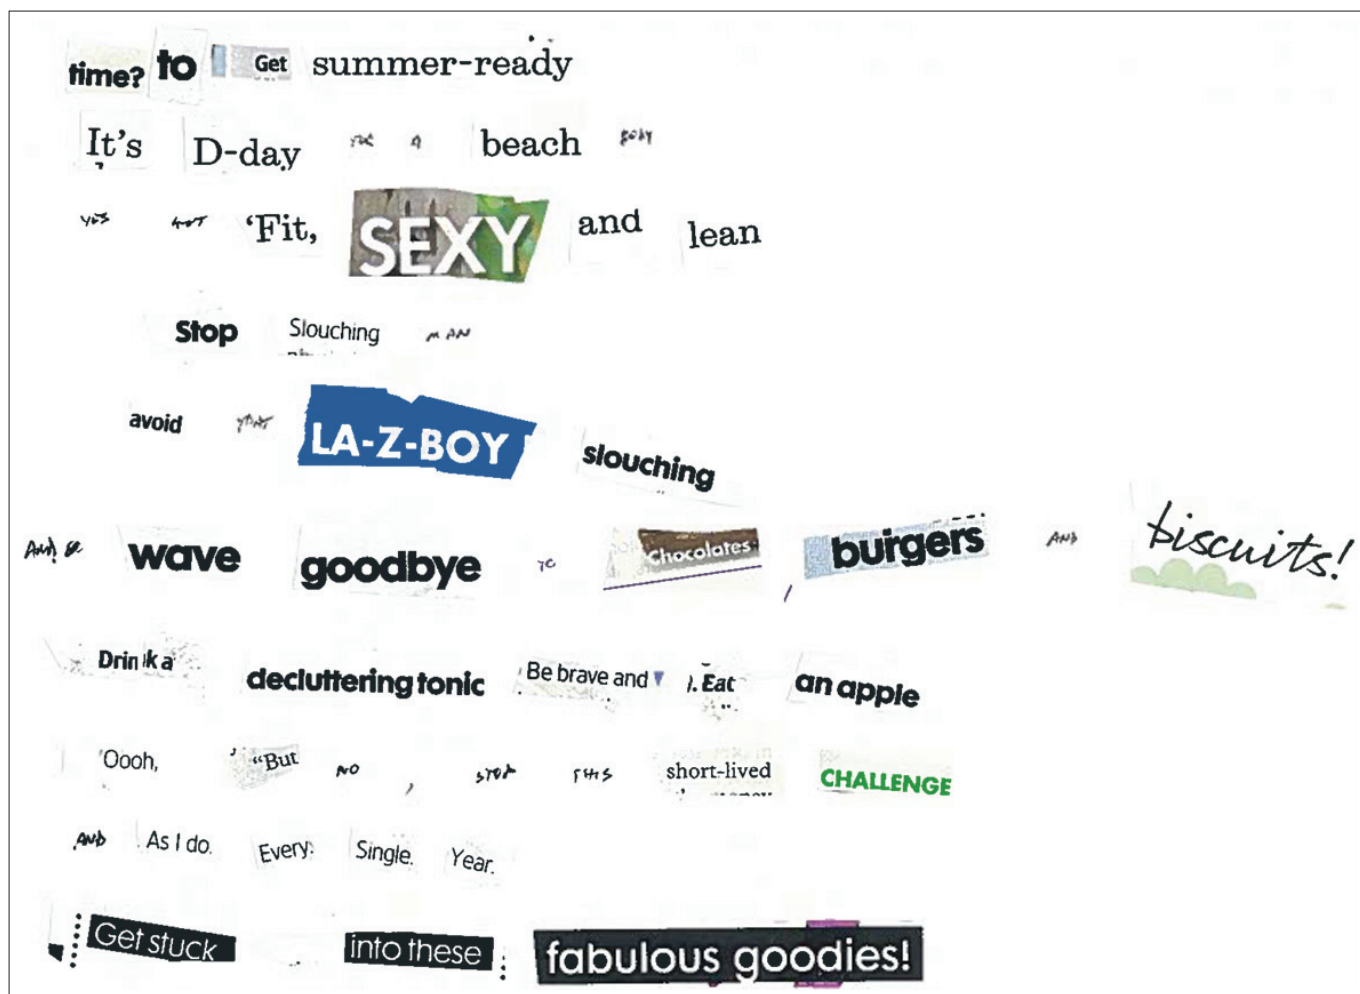 time? to Get summer-ready
It's D-day FOR A beach BODY
YES GET 'Fit, SEXY and lean
Stop Slouching MAN
avoid THAT LA-Z-BOY slouching
AND wave goodbye TO Chocolates, burgers AND biscuits!
Drink a decluttering tonic Be brave and Eat an apple
'Oooh, "But NO, STOP THIS short-lived CHALLENGE
AND As I do. Every. Single. Year.
Get stuck into these fabulous goodies!